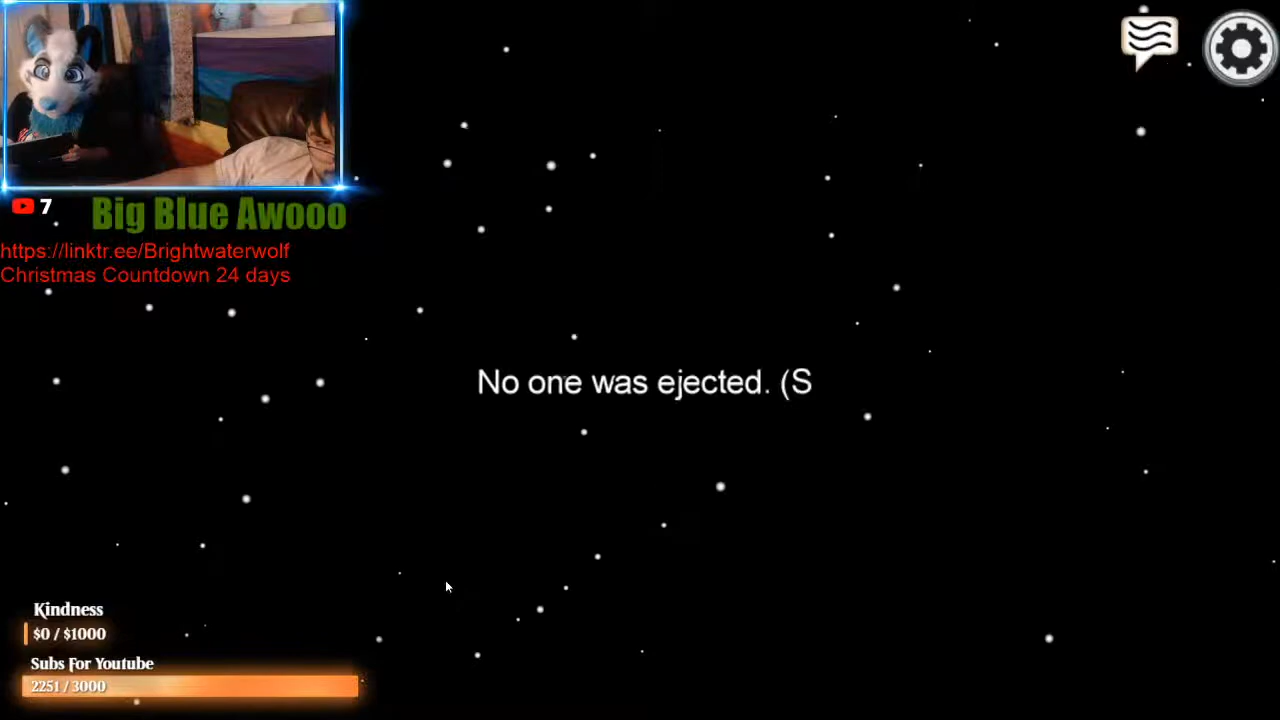 7
Big Blue Awooo
https://linktr.ee/Brightwaterwolf
Christmas Countdown 24 days
No one was ejected. (S
Kindness
$0 / $1000
Subs For Youtube
2251 / 3000